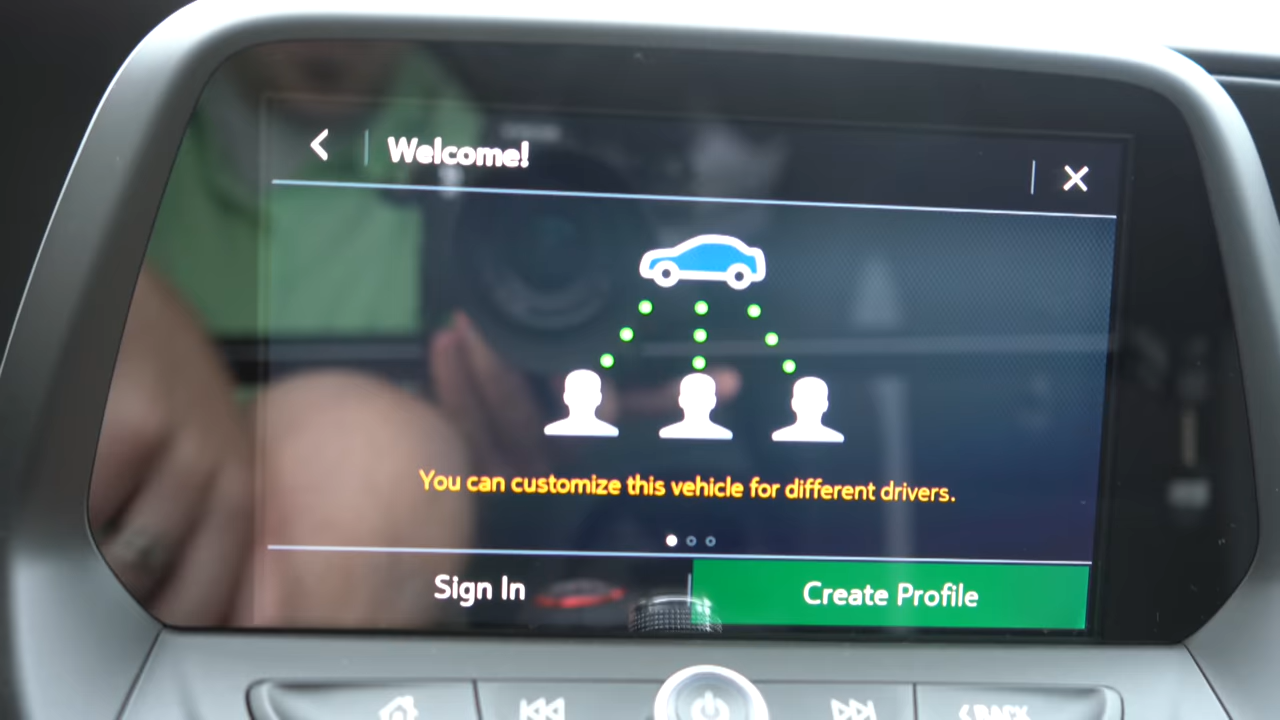 Welcome!
You can customize this vehicle for different drivers.
Sign In
Create Profile
BACK